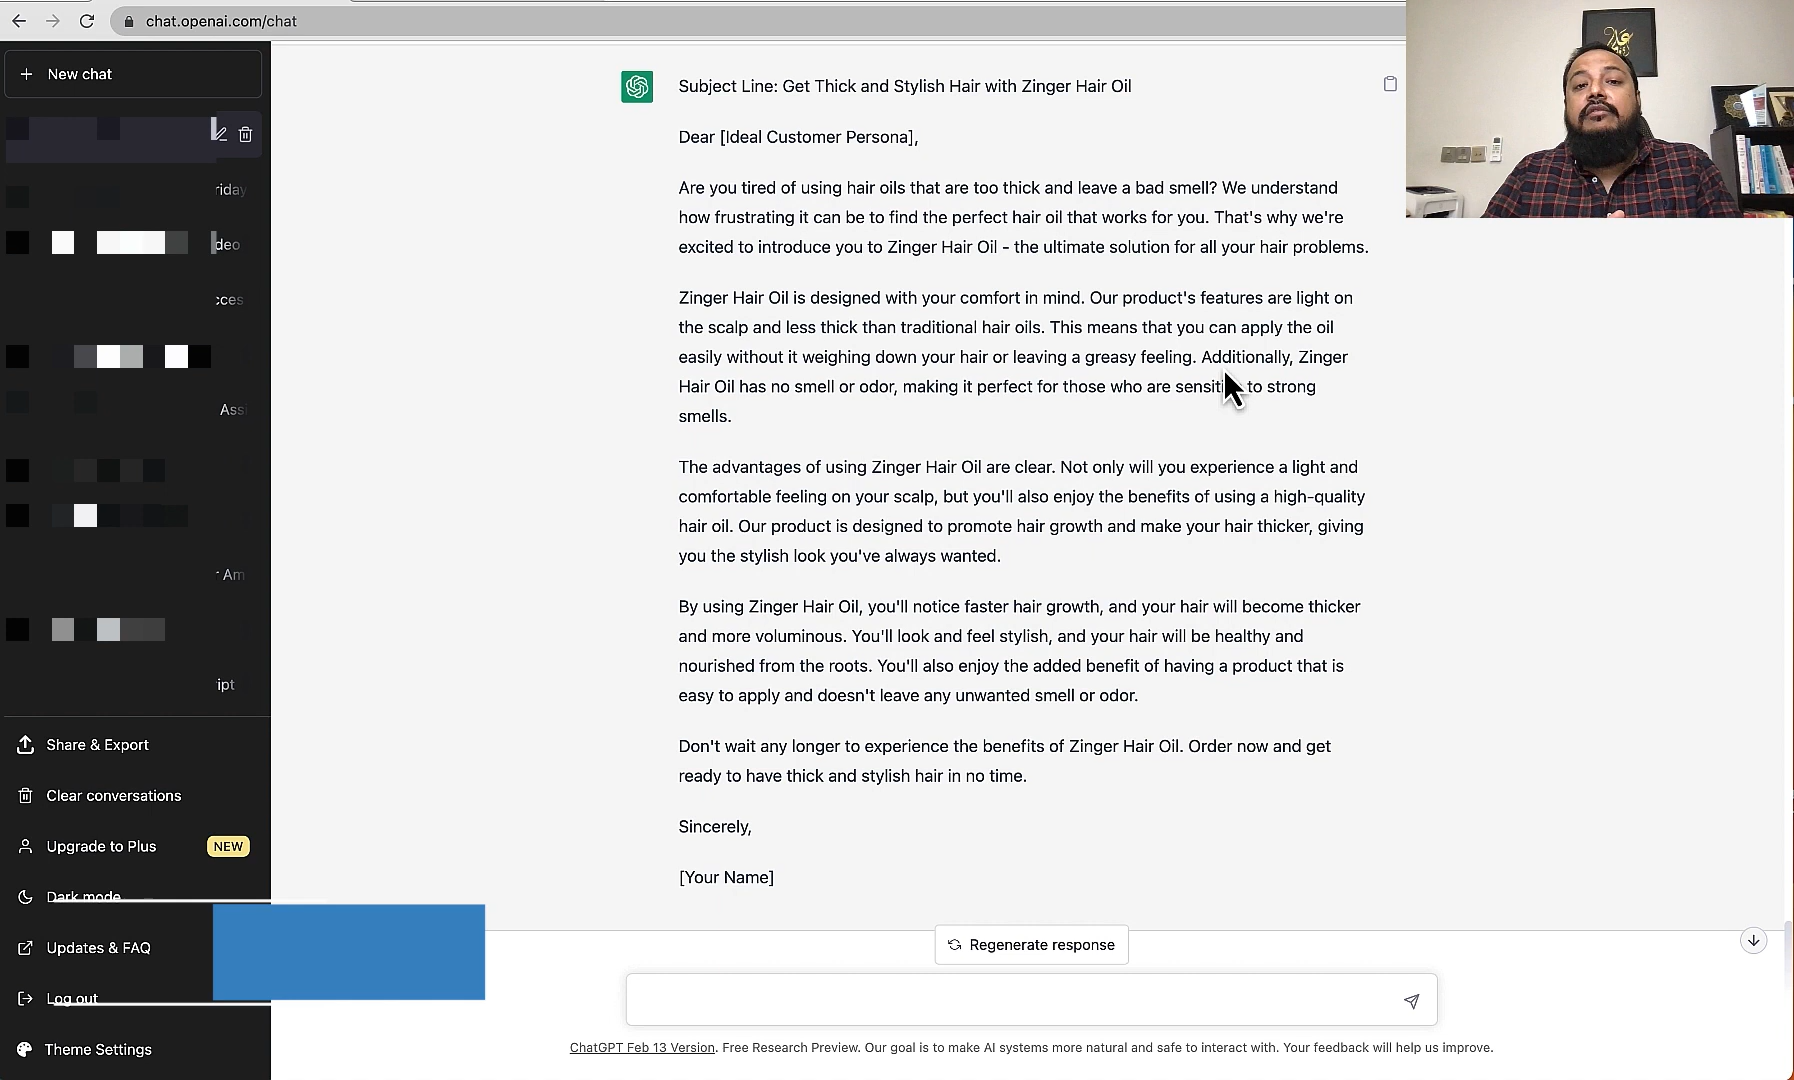 chat.openai.com/chat
New chat
riday
deo
cces
Assi
r Am
ript
Share & Export
Clear conversations
Upgrade to Plus
NEW
Dark mode
Updates & FAQ
Log out
Theme Settings
Subject Line: Get Thick and Stylish Hair with Zinger Hair Oil
Dear [Ideal Customer Persona],
Are you tired of using hair oils that are too thick and leave a bad smell? We understand
how frustrating it can be to find the perfect hair oil that works for you. That's why we're
excited to introduce you to Zinger Hair Oil - the ultimate solution for all your hair problems.
Zinger Hair Oil is designed with your comfort in mind. Our product's features are light on
the scalp and less thick than traditional hair oils. This means that you can apply the oil
easily without it weighing down your hair or leaving a greasy feeling. Additionally, Zinger
Hair Oil has no smell or odor, making it perfect for those who are sensitive to strong
smells.
The advantages of using Zinger Hair Oil are clear. Not only will you experience a light and
comfortable feeling on your scalp, but you'll also enjoy the benefits of using a high-quality
hair oil. Our product is designed to promote hair growth and make your hair thicker, giving
you the stylish look you've always wanted.
By using Zinger Hair Oil, you'll notice faster hair growth, and your hair will become thicker
and more voluminous. You'll look and feel stylish, and your hair will be healthy and
nourished from the roots. You'll also enjoy the added benefit of having a product that is
easy to apply and doesn't leave any unwanted smell or odor.
Don't wait any longer to experience the benefits of Zinger Hair Oil. Order now and get
ready to have thick and stylish hair in no time.
Sincerely,
[Your Name]
Regenerate response
ChatGPT Feb 13 Version. Free Research Preview. Our goal is to make AI systems more natural and safe to interact with. Your feedback will help us improve.